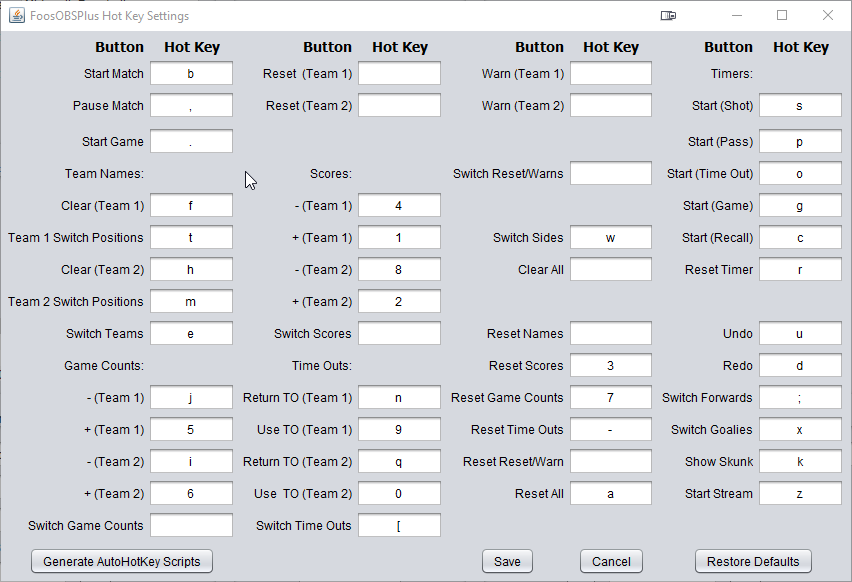 FoosOBSPlus Hot Key Settings
Button Hot Key Button Hot Key Button Hot Key Button Hot Key
Start Match b Reset (Team 1) Warn (Team 1) Timers:
Pause Match , Reset (Team 2) Warn (Team 2) Start (Shot) s
Start Game . Start (Pass) p
Team Names: Scores: Switch Reset/Warns Start (Time Out) o
Clear (Team 1) f - (Team 1) 4 Start (Game) g
Team 1 Switch Positions t + (Team 1) 1 Switch Sides w Start (Recall) c
Clear (Team 2) h - (Team 2) 8 Clear All Reset Timer r
Team 2 Switch Positions m + (Team 2) 2
Switch Teams e Switch Scores Reset Names Undo u
Game Counts: Time Outs: Reset Scores 3 Redo d
- (Team 1) j Return TO (Team 1) n Reset Game Counts 7 Switch Forwards ;
+ (Team 1) 5 Use TO (Team 1) 9 Reset Time Outs - Switch Goalies x
- (Team 2) i Return TO (Team 2) q Reset Reset/Warn Show Skunk k
+ (Team 2) 6 Use TO (Team 2) 0 Reset All a Start Stream z
Switch Game Counts Switch Time Outs [
Generate AutoHotKey Scripts Save Cancel Restore Defaults